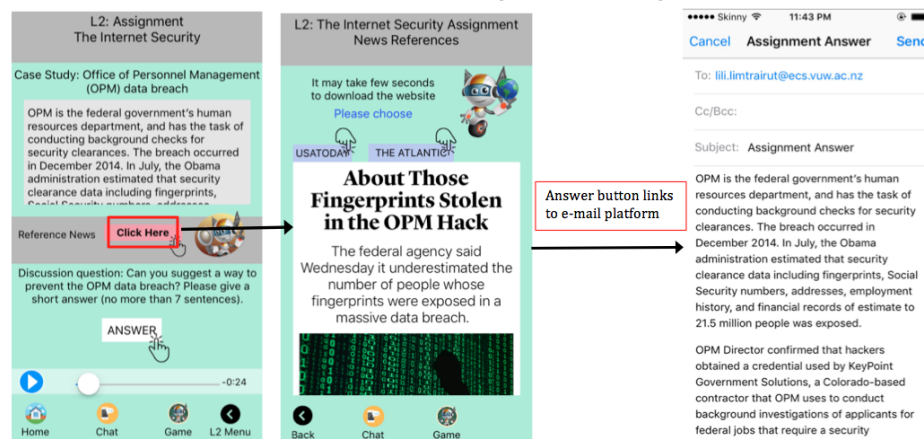 L2: Assignment
The Internet Security
Case Study: Office of Personnel Management
(OPM) data breach
OPM is the federal government's human
resources department, and has the task of
conducting background checks for
security clearances. The breach occurred
in December 2014. In July, the Obama
administration estimated that security
clearance data including fingerprints,
Social Security numbers, addresses,
Reference News
Click Here
Discussion question: Can you suggest a way to
prevent the OPM data breach? Please give a
short answer (no more than 7 sentences).
ANSWER
-0:24
Home
Chat
Game
L2 Menu
L2: The Internet Security Assignment
News References
It may take few seconds
to download the website
Please choose
USATODAY
THE ATLANTIC
About Those
Fingerprints Stolen
in the OPM Hack
The federal agency said
Wednesday it underestimated the
number of people whose
fingerprints were exposed in a
massive data breach.
Back
Chat
Game
Answer button links
to e-mail platform
Skinny
11:43 PM
Cancel
Assignment Answer
Send
To: lili.limtrairut@ecs.vuw.ac.nz
Cc/Bcc:
Subject: Assignment Answer
OPM is the federal government's human
resources department, and has the task of
conducting background checks for security
clearances. The breach occurred in
December 2014. In July, the Obama
administration estimated that security
clearance data including fingerprints, Social
Security numbers, addresses, employment
history, and financial records of estimate to
21.5 million people was exposed.
OPM Director confirmed that hackers
obtained a credential used by KeyPoint
Government Solutions, a Colorado-based
contractor that OPM uses to conduct
background investigations of applicants for
federal jobs that require a security